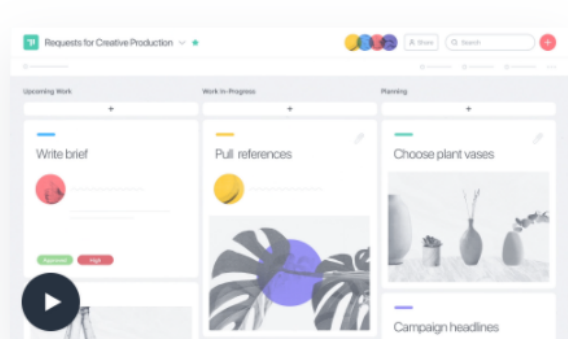 Requests for Creative Production
Share
Search
+
Upcoming Work
Work In-Progress
Planning
+
+
+
Write brief
Pull references
Choose plant vases
Approved
High
Campaign headlines